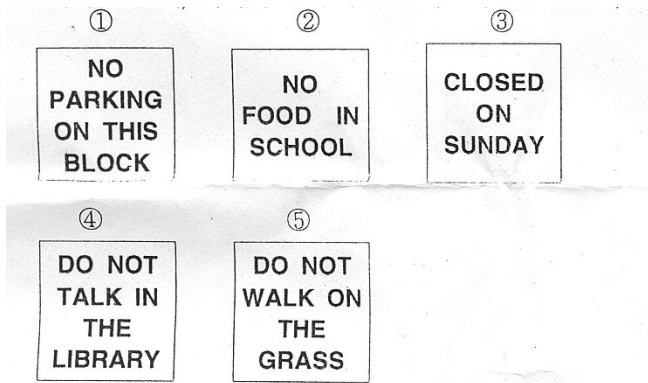 ①
NO
PARKING
ON THIS
BLOCK
②
NO
FOOD IN
SCHOOL
③
CLOSED
ON
SUNDAY
④
DO NOT
TALK IN
THE
LIBRARY
⑤
DO NOT
WALK ON
THE
GRASS